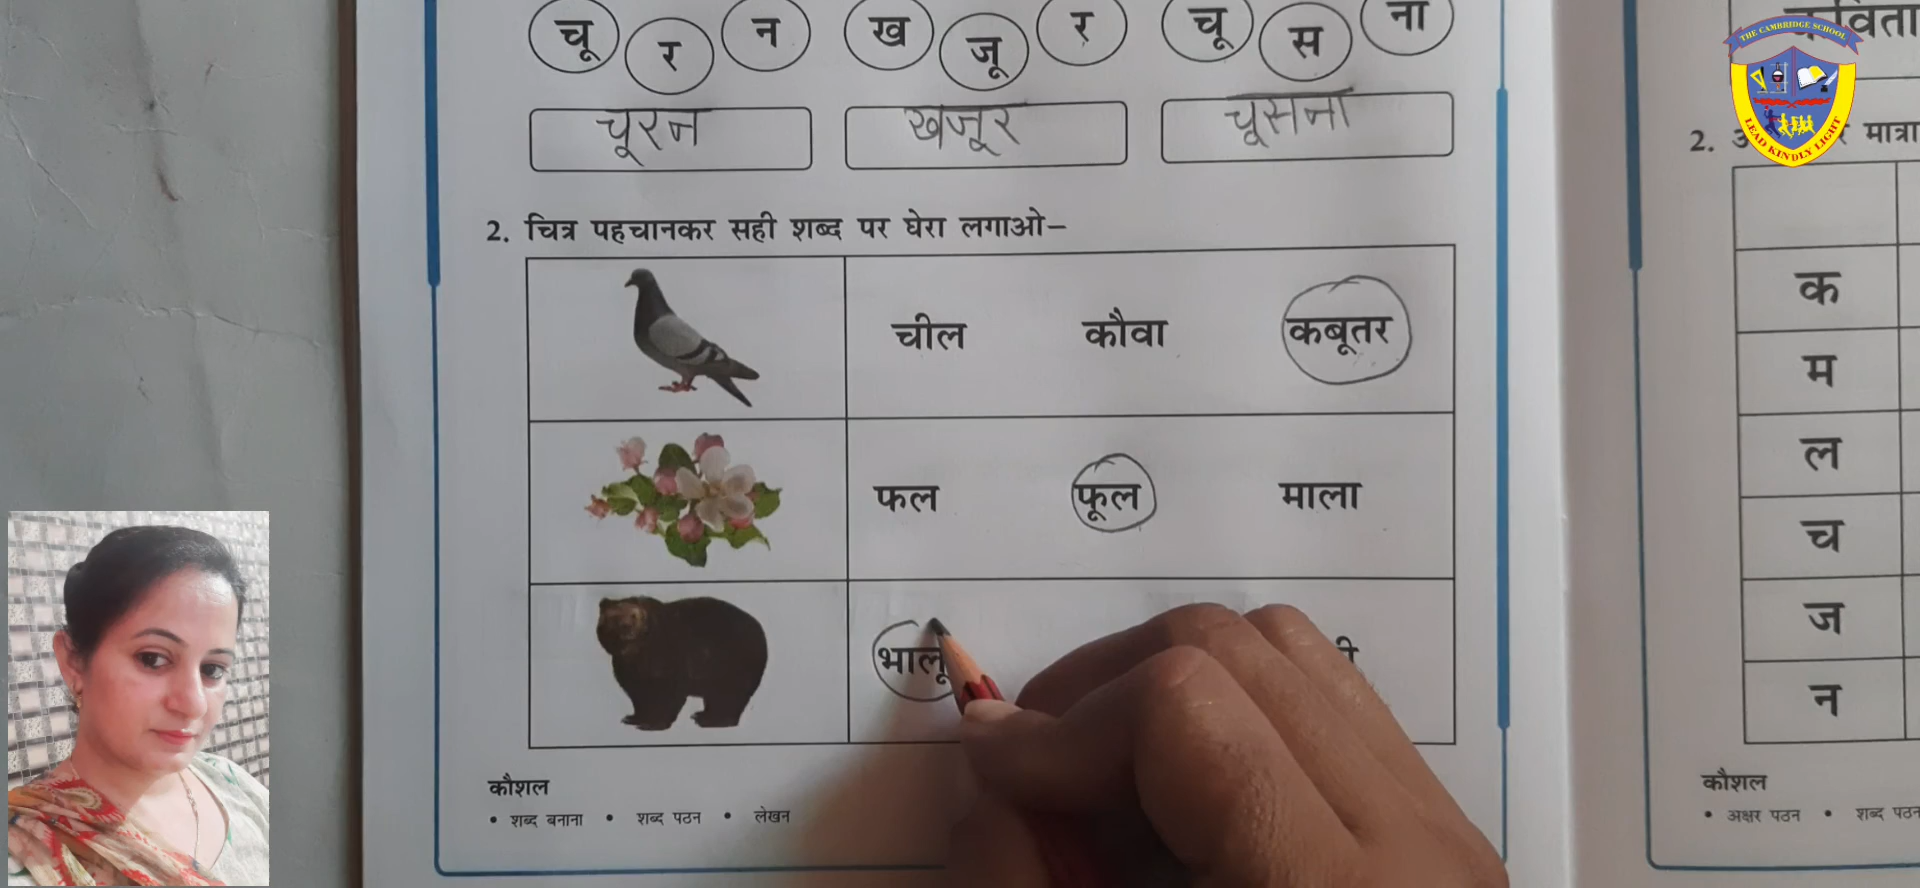 चू र न ख जू र चू स ना
चूरन खजूर चूसना
2. चित्र पहचानकर सही शब्द पर घेरा लगाओ–
चील कौवा कबूतर
फल फूल माला
भालू
कौशल
• शब्द बनाना • शब्द पठन • लेखन
THE CAMBRIDGE SCHOOL
LEAD KINDLY LIGHT
2. मात्रा
क
म
ल
च
ज
न
कौशल
• अक्षर पठन • शब्द पठन